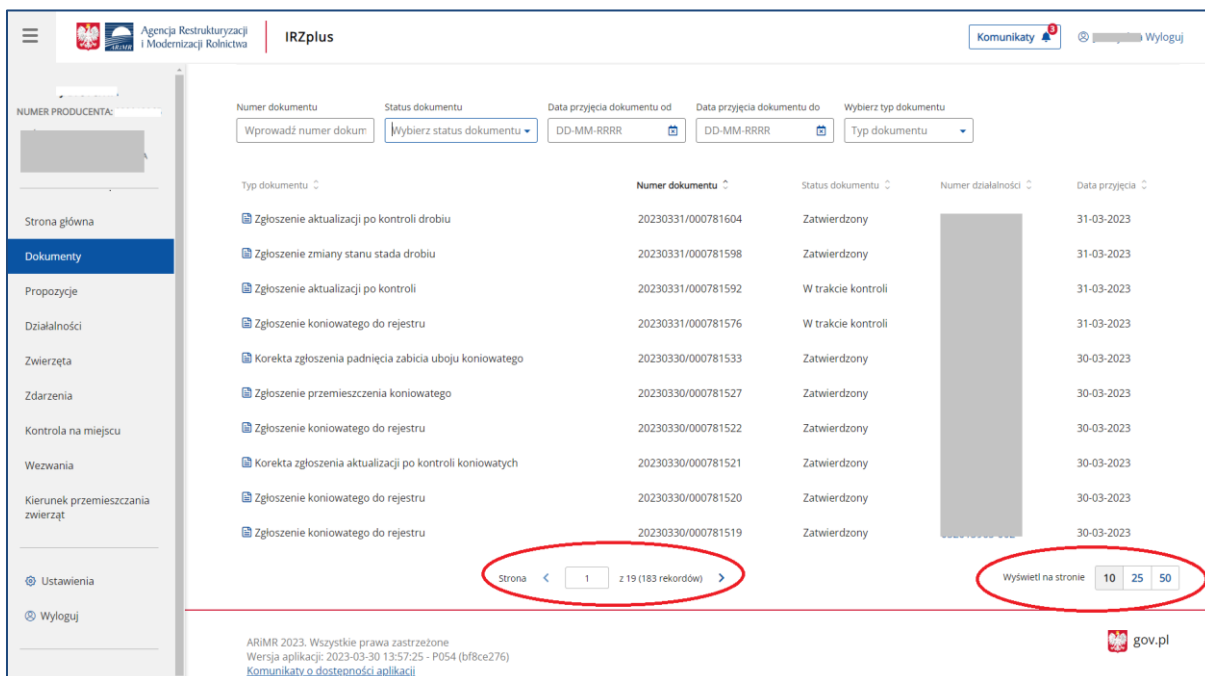 Agencja Restrukturyzacji
i Modernizacji Rolnictwa
ARiMR
IRZplus
Komunikaty 3
Wyloguj
NUMER PRODUCENTA:
A
Strona główna
Dokumenty
Propozycje
Działalności
Zwierzęta
Zdarzenia
Kontrola na miejscu
Wezwania
Kierunek przemieszczania
zwierząt
Ustawienia
Wyloguj
Numer dokumentu Status dokumentu Data przyjęcia dokumentu od Data przyjęcia dokumentu do Wybierz typ dokumentu
Wprowadź numer dokum Wybierz status dokumentu DD-MM-RRRR DD-MM-RRRR Typ dokumentu
Typ dokumentu Numer dokumentu Status dokumentu Numer działalności Data przyjęcia
Zgłoszenie aktualizacji po kontroli drobiu 20230331/000781604 Zatwierdzony 31-03-2023
Zgłoszenie zmiany stanu stada drobiu 20230331/000781598 Zatwierdzony 31-03-2023
Zgłoszenie aktualizacji po kontroli 20230331/000781592 W trakcie kontroli 31-03-2023
Zgłoszenie koniowatego do rejestru 20230331/000781576 W trakcie kontroli 31-03-2023
Korekta zgłoszenia padnięcia zabicia uboju koniowatego 20230330/000781533 Zatwierdzony 30-03-2023
Zgłoszenie przemieszczenia koniowatego 20230330/000781527 Zatwierdzony 30-03-2023
Zgłoszenie koniowatego do rejestru 20230330/000781522 Zatwierdzony 30-03-2023
Korekta zgłoszenia aktualizacji po kontroli koniowatych 20230330/000781521 Zatwierdzony 30-03-2023
Zgłoszenie koniowatego do rejestru 20230330/000781520 Zatwierdzony 30-03-2023
Zgłoszenie koniowatego do rejestru 20230330/000781519 Zatwierdzony 30-03-2023
Strona 1 z 19 (183 rekordów) Wyświetl na stronie 10 25 50
ARiMR 2023. Wszystkie prawa zastrzeżone
Wersja aplikacji: 2023-03-30 13:57:25 - P054 (bf8ce276)
Komunikaty o dostępności aplikacji
gov.pl